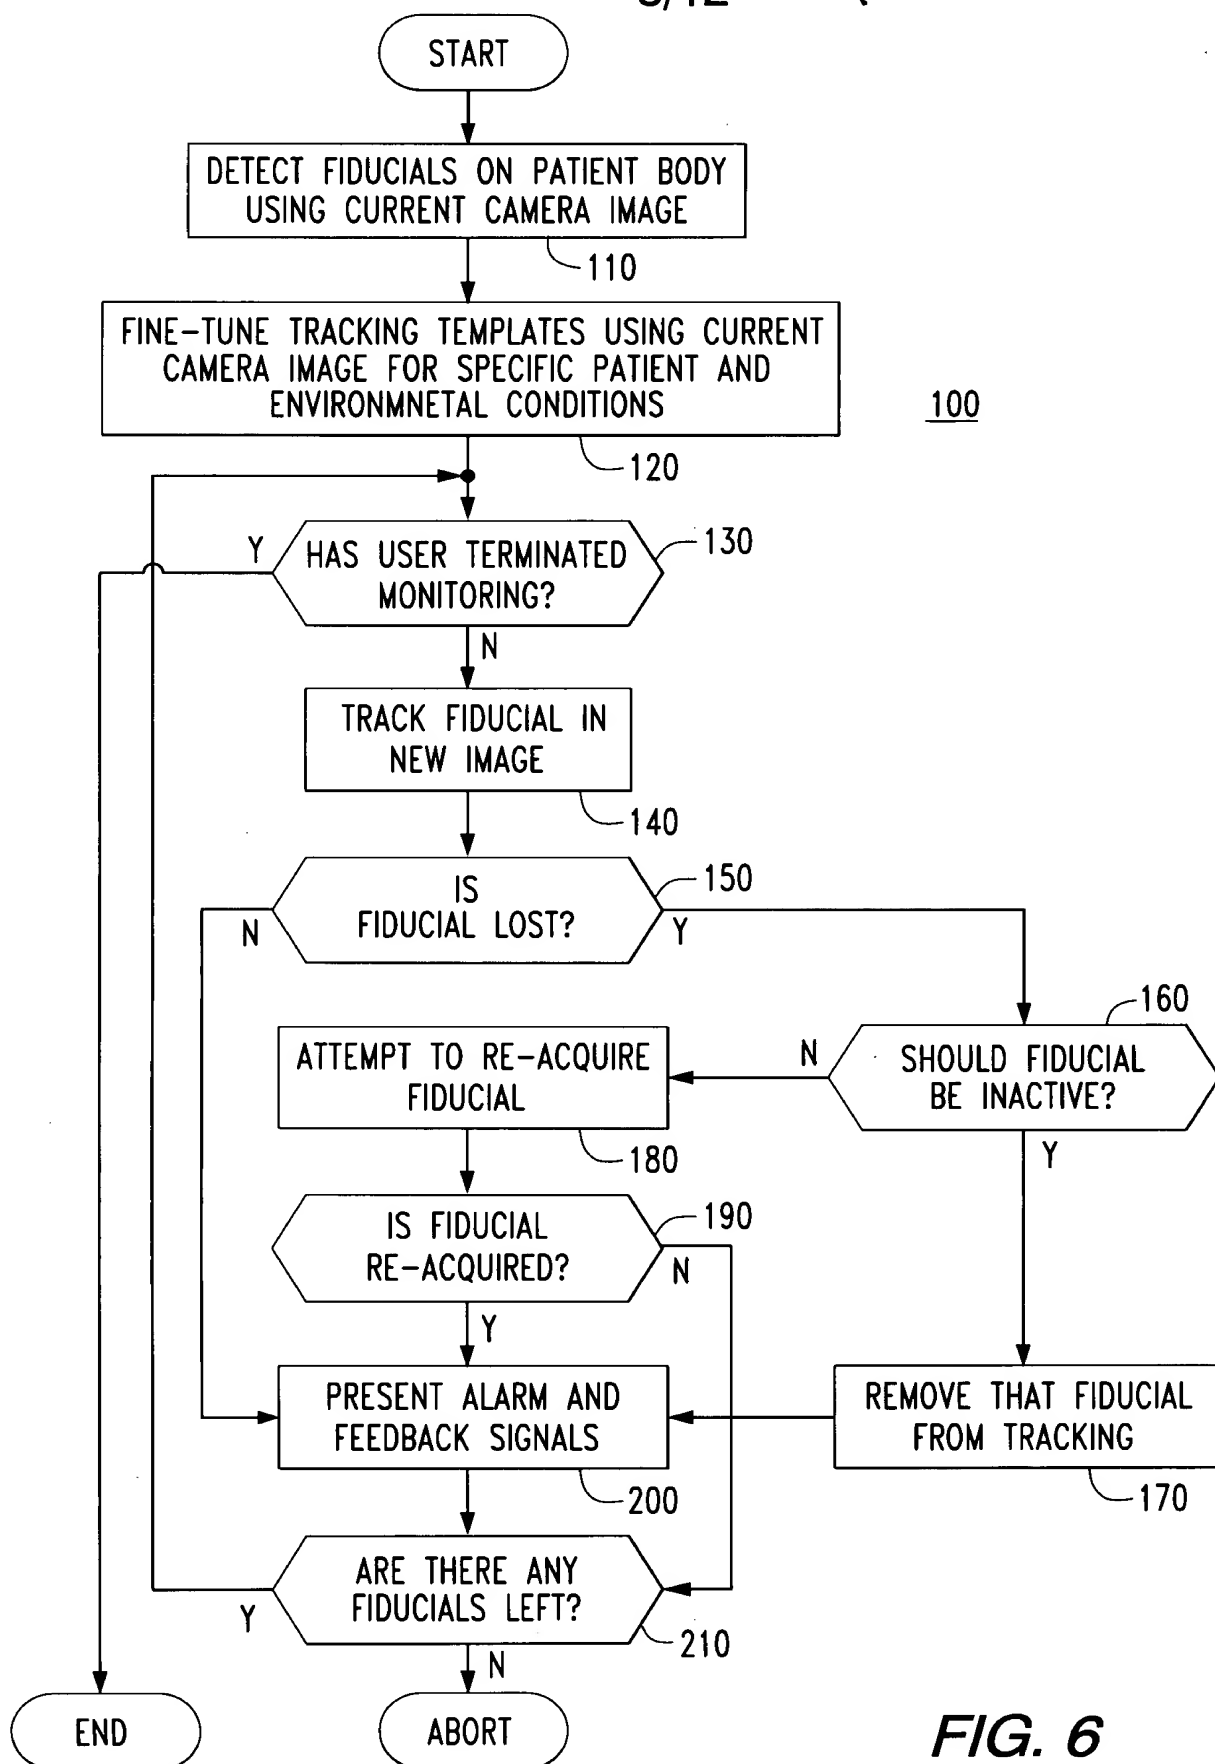 START
DETECT FIDUCIALS ON PATIENT BODY
USING CURRENT CAMERA IMAGE
110
FINE-TUNE TRACKING TEMPLATES USING CURRENT
CAMERA IMAGE FOR SPECIFIC PATIENT AND
ENVIRONMNETAL CONDITIONS
100
120
HAS USER TERMINATED
MONITORING?
130
Y
N
TRACK FIDUCIAL IN
NEW IMAGE
140
IS
FIDUCIAL LOST?
150
N
Y
160
SHOULD FIDUCIAL
BE INACTIVE?
N
Y
ATTEMPT TO RE-ACQUIRE
FIDUCIAL
180
IS FIDUCIAL
RE-ACQUIRED?
190
N
Y
PRESENT ALARM AND
FEEDBACK SIGNALS
200
REMOVE THAT FIDUCIAL
FROM TRACKING
170
ARE THERE ANY
FIDUCIALS LEFT?
210
Y
N
END
ABORT
FIG. 6